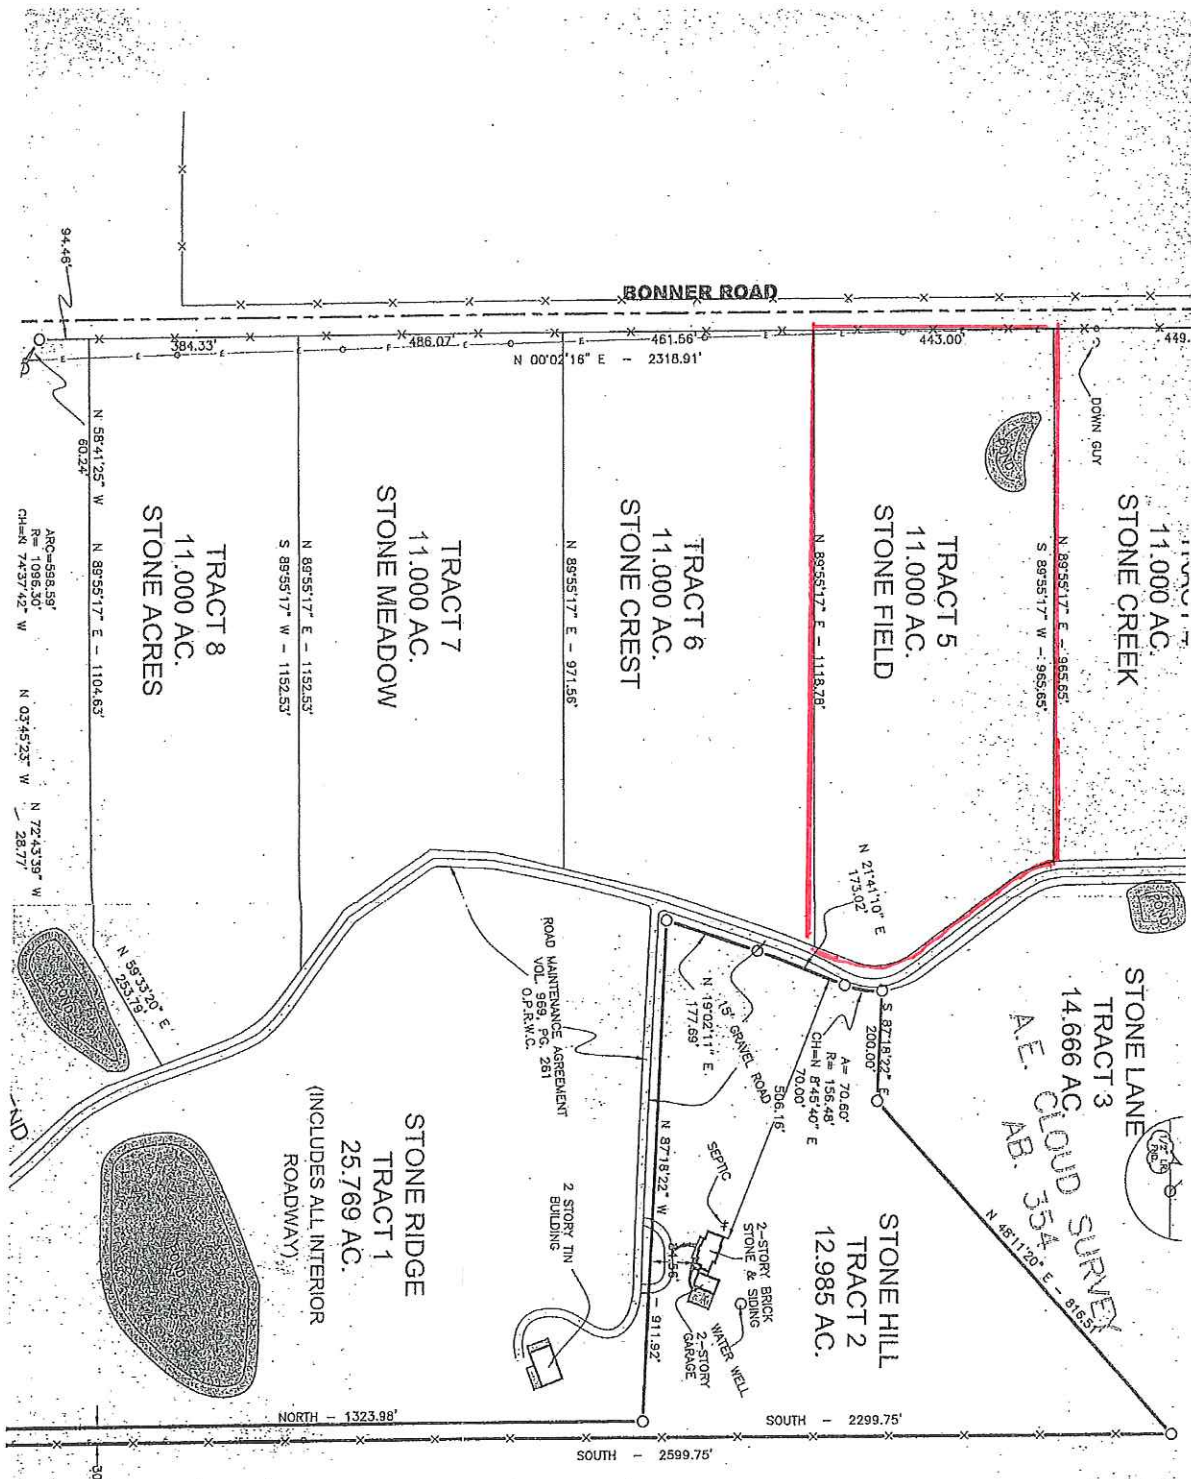 BONNER ROAD
94.46'
384.33'
486.07'
461.56'
443.00'
449.
N 00°02'16" E - 2318.91'
DOWN GUY
POND
11.000 AC.
STONE CREEK
N 89°55'17" E - 965.65'
S 89°55'17" W - 965.65'
TRACT 5
11.000 AC.
STONE FIELD
N 89°55'17" E - 1118.78'
TRACT 6
11.000 AC.
STONE CREST
N 89°55'17" E - 971.56'
TRACT 7
11.000 AC.
STONE MEADOW
N 89°55'17" E - 1152.53'
S 89°55'17" W - 1152.53'
TRACT 8
11.000 AC.
STONE ACRES
N 89°55'17" E - 1104.63'
N 58°41'25" W
60.24'
ARC=598.59'
R= 1096.30'
CH=N 74°37'42" W
N 03°45'23" W
N 72°43'39" W
28.77'
N 59°33'20" E
253.79'
POND
N 21°41'10" E
173.02'
POND
STONE LANE
TRACT 3
14.666 AC.
A.E. CLOUD SURVEY
AB. 354
1/2" I.R.
FND.
N 48°11'20" E - 816.51'
S 87°18'22" E
200.00'
A= 70.60'
R= 156.48'
CH=N 8°45'40" E
70.00'
15' GRAVEL ROAD
N 19°02'11" E
177.69'
506.16'
ROAD MAINTENANCE AGREEMENT
VOL. 969, PG. 261
O.P.R.W.C.
N 87°18'22" W - 911.92'
SEPTIC
2-STORY BRICK
STONE & SIDING
WATER WELL
2-STORY
GARAGE
STONE HILL
TRACT 2
12.985 AC.
2 STORY TIN
BUILDING
STONE RIDGE
TRACT 1
25.769 AC.
(INCLUDES ALL INTERIOR
ROADWAY)
ND
NORTH - 1323.98'
SOUTH - 2299.75'
SOUTH - 2599.75'
30